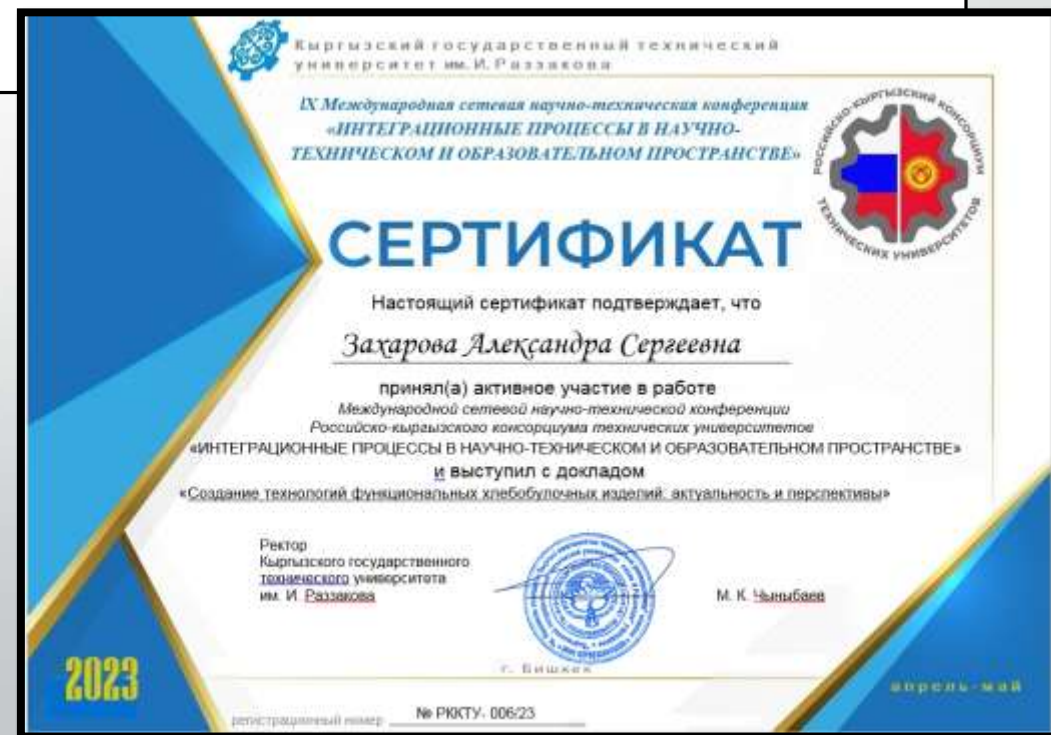 Кыргызский государственный технический
университет им. И. Раззакова
IX Международная сетевая научно-техническая конференция
«ИНТЕГРАЦИОННЫЕ ПРОЦЕССЫ В НАУЧНО-
ТЕХНИЧЕСКОМ И ОБРАЗОВАТЕЛЬНОМ ПРОСТРАНСТВЕ»
РОССИЙСКО-КЫРГЫЗСКИЙ КОНСОРЦИУМ
ТЕХНИЧЕСКИХ УНИВЕРСИТЕТОВ
СЕРТИФИКАТ
Настоящий сертификат подтверждает, что
Захарова Александра Сергеевна
принял(а) активное участие в работе
Международной сетевой научно-технической конференции
Российско-кыргызского консорциума технических университетов
«ИНТЕГРАЦИОННЫЕ ПРОЦЕССЫ В НАУЧНО-ТЕХНИЧЕСКОМ И ОБРАЗОВАТЕЛЬНОМ ПРОСТРАНСТВЕ»
и выступил с докладом
«Создание технологий функциональных хлебобулочных изделий: актуальность и перспективы»
Ректор
Кыргызского государственного
технического университета
им. И. Раззакова
М. К. Чыныбаев
г. Бишкек
2023
апрель-май
регистрационный номер № РККТУ- 006/23